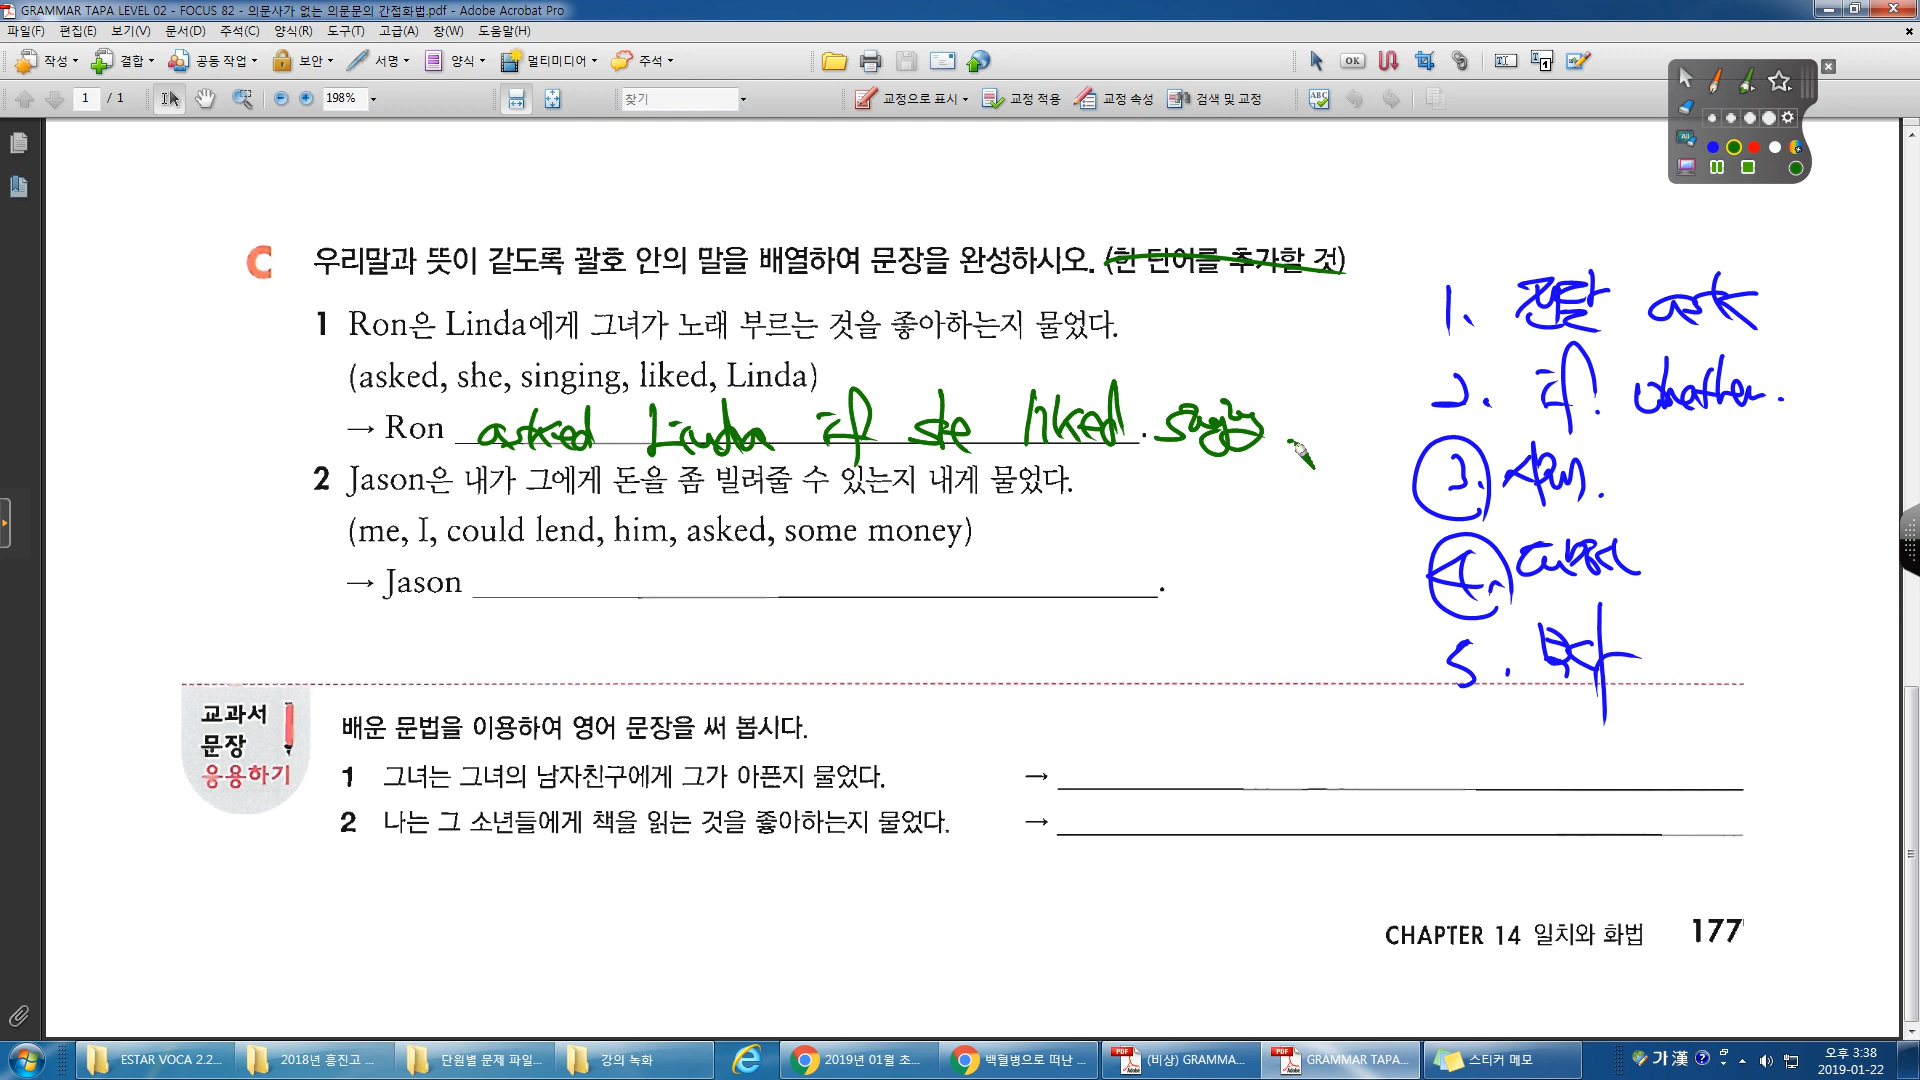 GRAMMAR TAPA LEVEL 02 - FOCUS 82 - 의문사가 없는 의문문의 간접화법.pdf - Adobe Acrobat Pro
파일(F) 편집(E) 보기(V) 문서(D) 주석(C) 양식(R) 도구(T) 고급(A) 창(W) 도움말(H)
작성 결합 공동 작업 보안 서명 양식 멀티미디어 주석 OK
1 / 1 198% 찾기 교정으로 표시 교정 적용 교정 속성 검색 및 교정 ABC
C 우리말과 뜻이 같도록 괄호 안의 말을 배열하여 문장을 완성하시오. (한 단어를 추가할 것)
1 Ron은 Linda에게 그녀가 노래 부르는 것을 좋아하는지 물었다.
(asked, she, singing, liked, Linda)
→ Ron asked Linda if she liked singing .
2 Jason은 내가 그에게 돈을 좀 빌려줄 수 있는지 내게 물었다.
(me, I, could lend, him, asked, some money)
→ Jason .
1. 전달 ask
2. if. whether.
3.
4.
5.
교과서
문장
응용하기
배운 문법을 이용하여 영어 문장을 써 봅시다.
1 그녀는 그녀의 남자친구에게 그가 아픈지 물었다. →
2 나는 그 소년들에게 책을 읽는 것을 좋아하는지 물었다. →
CHAPTER 14 일치와 화법 177
ESTAR VOCA 2.2... 2018년 흥진고 ... 단원별 문제 파일... 강의 녹화 2019년 01월 초... 백혈병으로 떠난 ... (비상) GRAMMA... GRAMMAR TAPA... 스티커 메모 가 漢 오후 3:38
2019-01-22